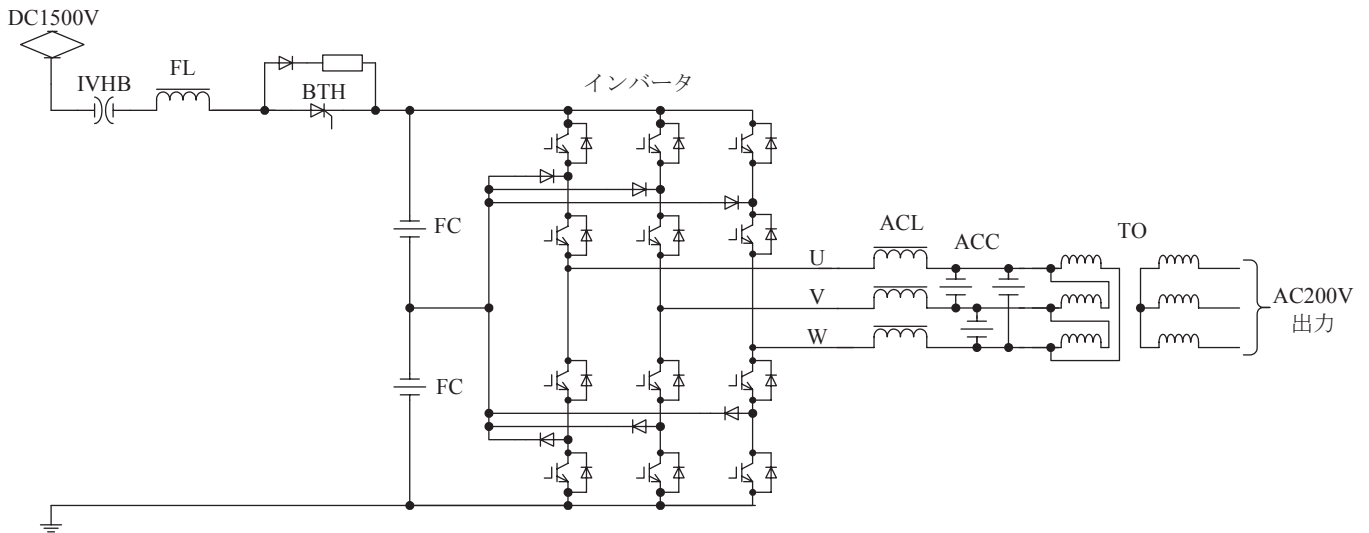 DC1500V
IVHB
FL
BTH
インバータ
FC
FC
U
V
W
ACL
ACC
TO
AC200V
出力